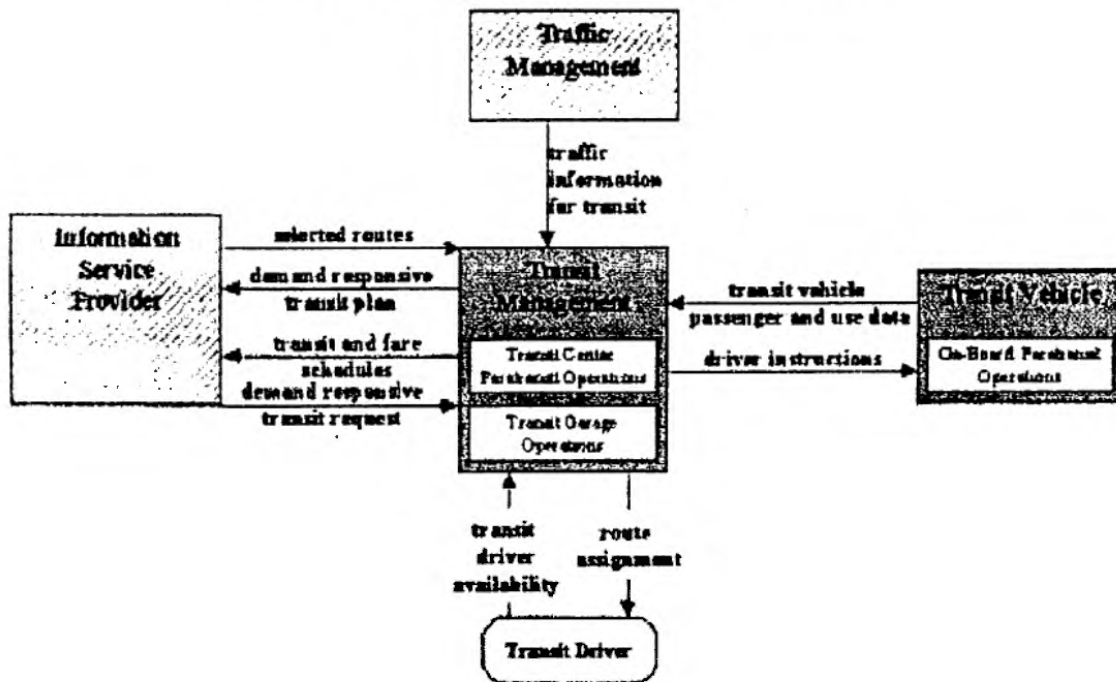 Traffic
Management
traffic
information
for transit
Information
Service
Provider
selected routes
demand responsive
transit plan
transit and fare
schedules
demand responsive
transit request
Transit
Management
Transit Center
Paratransit Operations
Transit Garage
Operations
transit vehicle
passenger and use data
driver instructions
Transit Vehicle
On-Board Paratransit
Operations
transit
driver
availability
route
assignment
Transit Driver